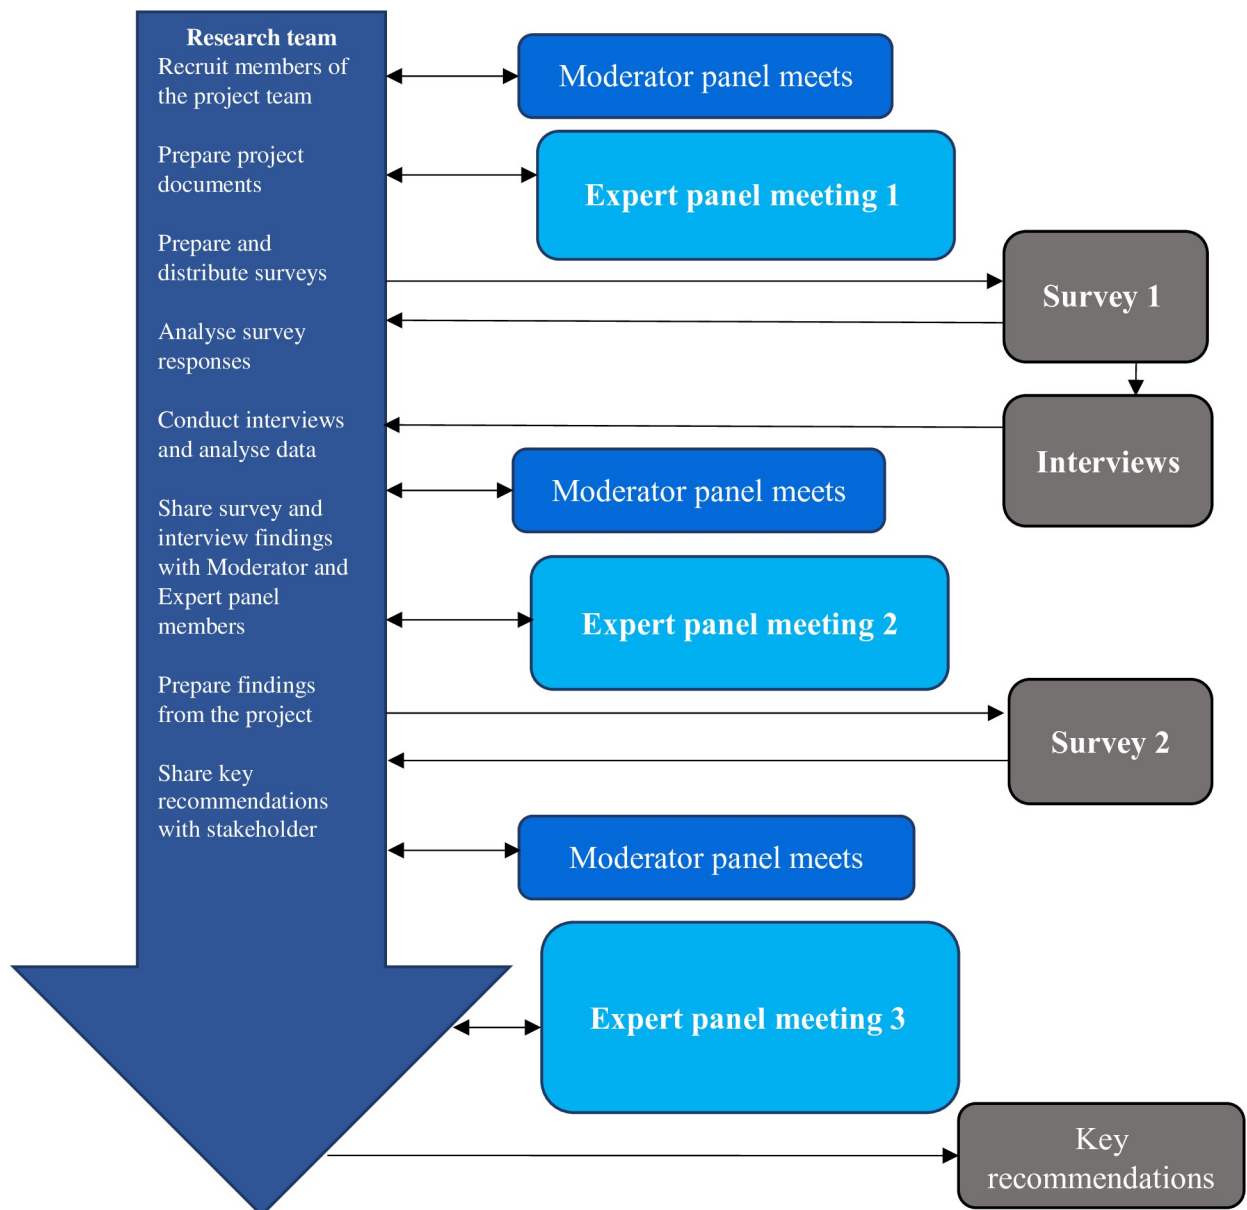 Research team
Recruit members of
the project team
Prepare project
documents
Prepare and
distribute surveys
Analyse survey
responses
Conduct interviews
and analyse data
Share survey and
interview findings
with Moderator and
Expert panel
members
Prepare findings
from the project
Share key
recommendations
with stakeholder
Moderator panel meets
Expert panel meeting 1
Survey 1
Interviews
Moderator panel meets
Expert panel meeting 2
Survey 2
Moderator panel meets
Expert panel meeting 3
Key
recommendations